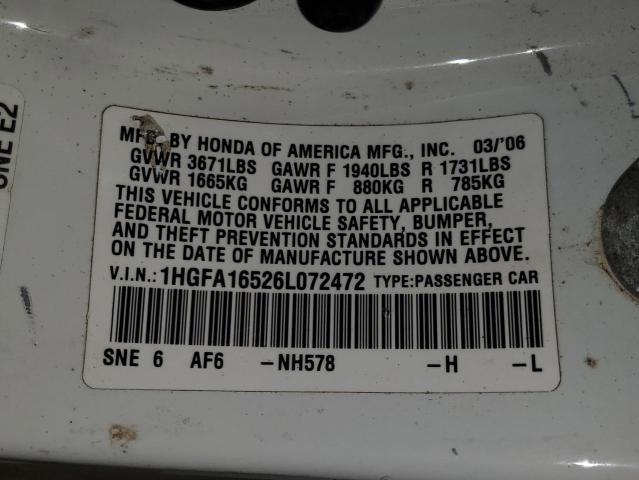 MFD. BY HONDA OF AMERICA MFG., INC. 03/'06
GVWR 3671LBS GAWR F 1940LBS R 1731LBS
GVWR 1665KG GAWR F 880KG R 785KG
THIS VEHICLE CONFORMS TO ALL APPLICABLE
FEDERAL MOTOR VEHICLE SAFETY, BUMPER,
AND THEFT PREVENTION STANDARDS IN EFFECT
ON THE DATE OF MANUFACTURE SHOWN ABOVE.
V.I.N.: 1HGFA16526L072472 TYPE:PASSENGER CAR
SNE 6 AF6 -NH578 -H -L
SNE E2